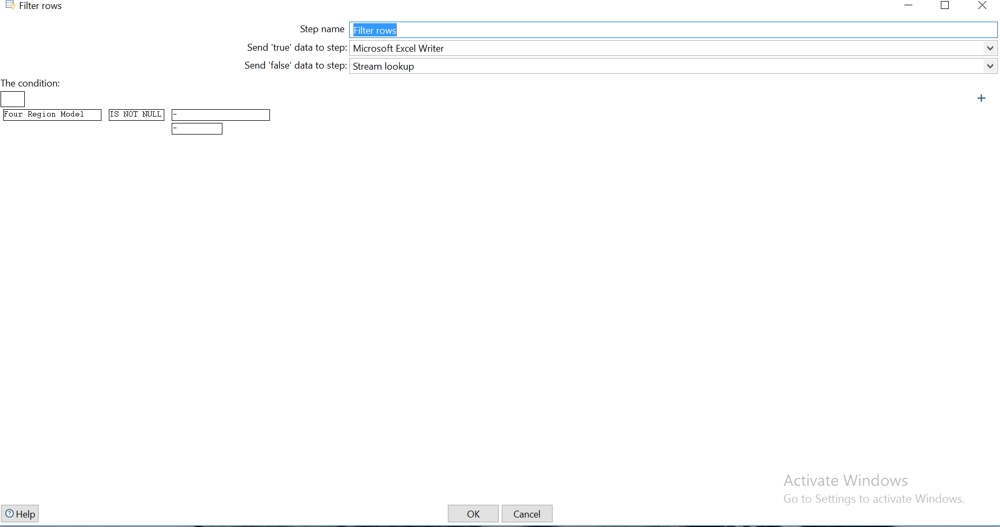 Filter rows
Step name Filter rows
Send 'true' data to step: Microsoft Excel Writer
Send 'false' data to step: Stream lookup
The condition:
+
Four Region Model IS NOT NULL -
-
Activate Windows
Go to Settings to activate Windows.
Help OK Cancel